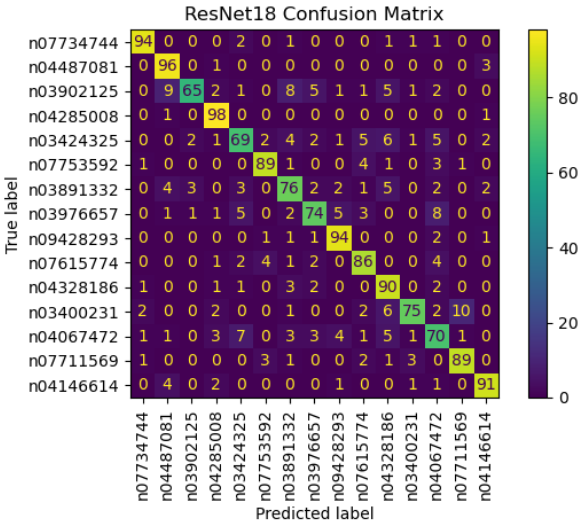 ResNet18 Confusion Matrix
n07734744 94 0 0 0 2 0 1 0 0 0 1 1 1 0 0
n04487081 0 96 0 1 0 0 0 0 0 0 0 0 0 0 3
n03902125 0 9 65 2 1 0 8 5 1 1 5 1 2 0 0
n04285008 0 1 0 98 0 0 0 0 0 0 0 0 0 0 1
n03424325 0 0 2 1 69 2 4 2 1 5 6 1 5 0 2
n07753592 1 0 0 0 0 89 1 0 0 4 0 1 3 1 0
n03891332 0 4 3 0 3 0 76 2 2 1 5 0 2 0 2
n03976657 0 1 1 1 5 0 2 74 5 3 0 0 8 0 0
n09428293 0 0 0 0 0 1 1 1 94 0 0 0 2 0 1
n07615774 0 0 0 1 2 4 1 2 0 86 0 0 4 0 0
n04328186 1 0 0 1 1 0 3 2 0 0 90 0 2 0 0
n03400231 2 0 0 2 0 0 1 0 0 2 6 75 2 10 0
n04067472 1 1 0 3 7 0 3 3 4 1 5 1 70 1 0
n07711569 1 0 0 0 0 3 1 0 0 2 1 3 0 89 0
n04146614 0 4 0 2 0 0 0 0 1 0 1 0 1 0 91
True label
n07734744 n04487081 n03902125 n04285008 n03424325 n07753592 n03891332 n03976657 n09428293 n07615774 n04328186 n03400231 n04067472 n07711569 n04146614
Predicted label
80
60
40
20
0